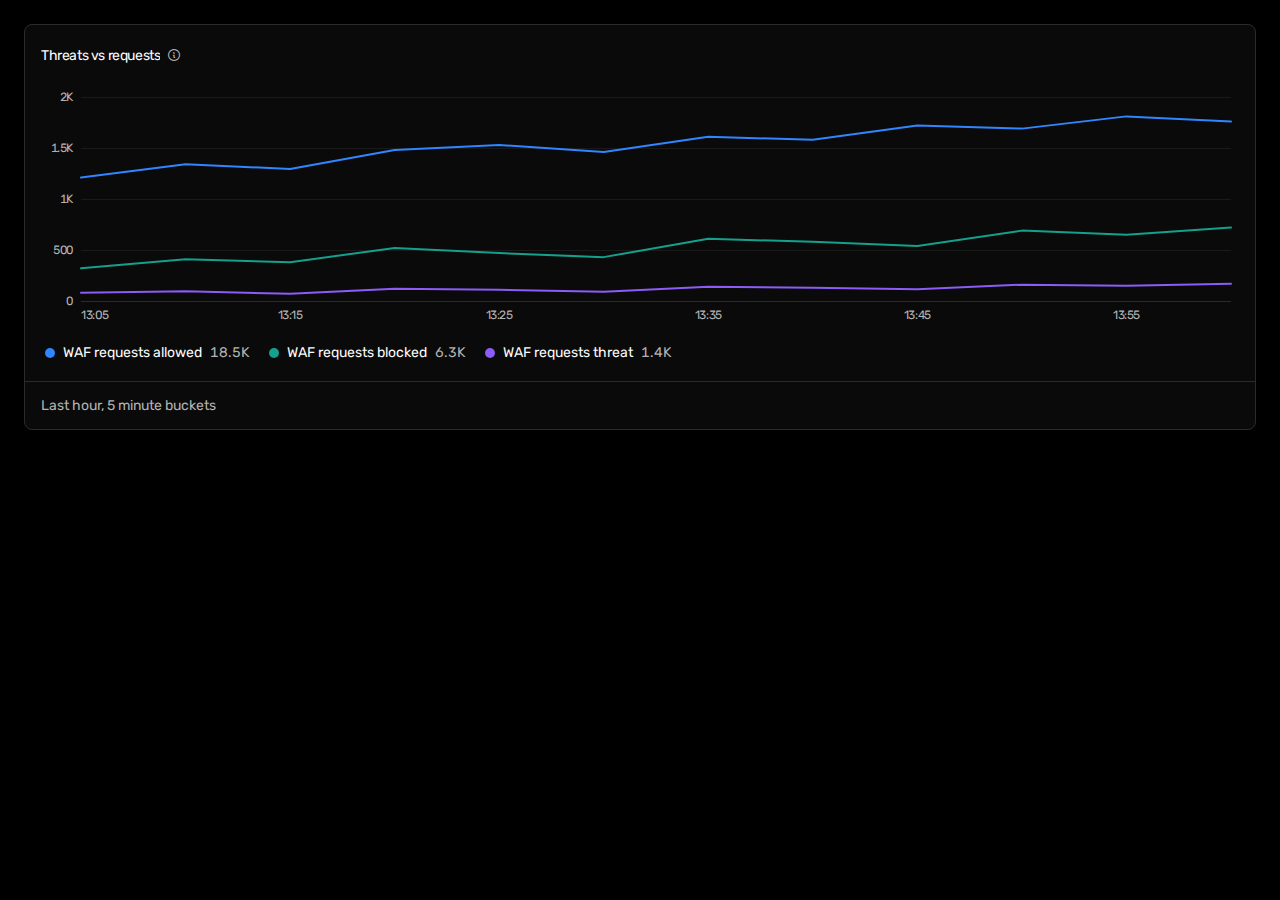 Threats vs requests
2K
1.5K
1K
500
0
13:05 13:15 13:25 13:35 13:45 13:55
WAF requests allowed 18.5K WAF requests blocked 6.3K WAF requests threat 1.4K
Last hour, 5 minute buckets